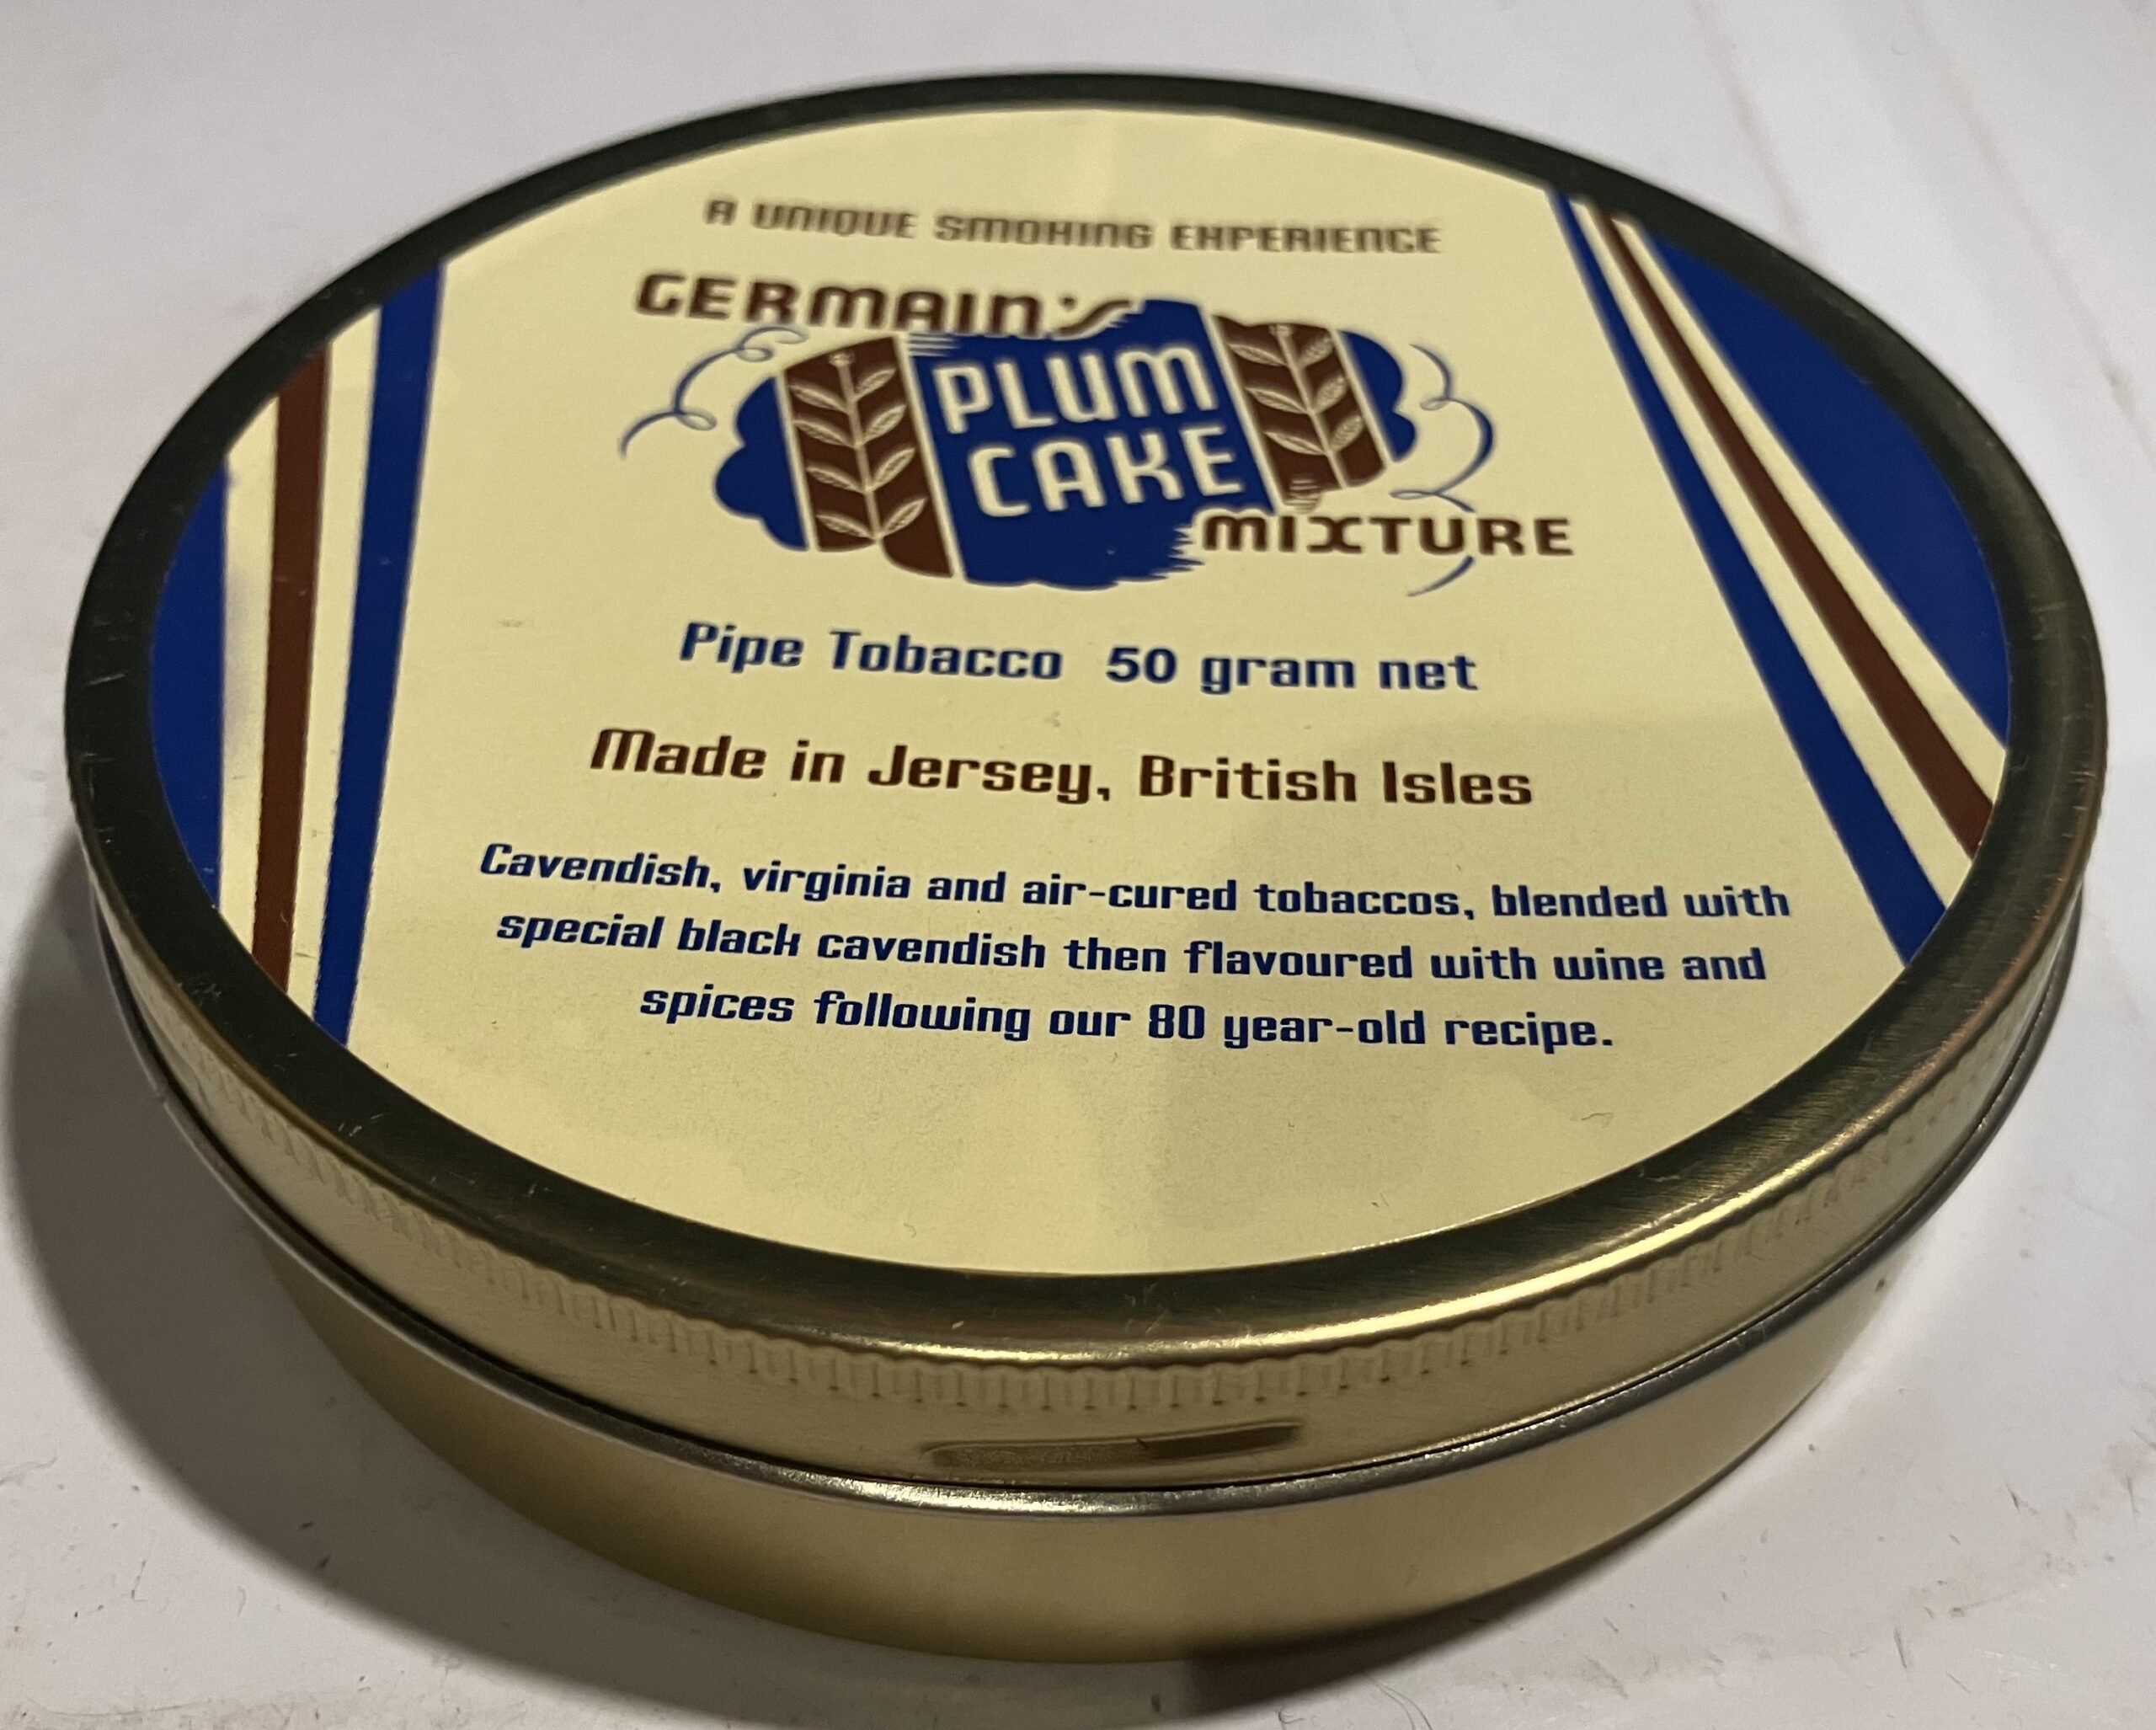 A UNIQUE SMOKING EXPERIENCE
GERMAIN'S
PLUM
CAKE
MIXTURE
Pipe Tobacco 50 gram net
Made in Jersey, British Isles
Cavendish, virginia and air-cured tobaccos, blended with
special black cavendish then flavoured with wine and
spices following our 80 year-old recipe.